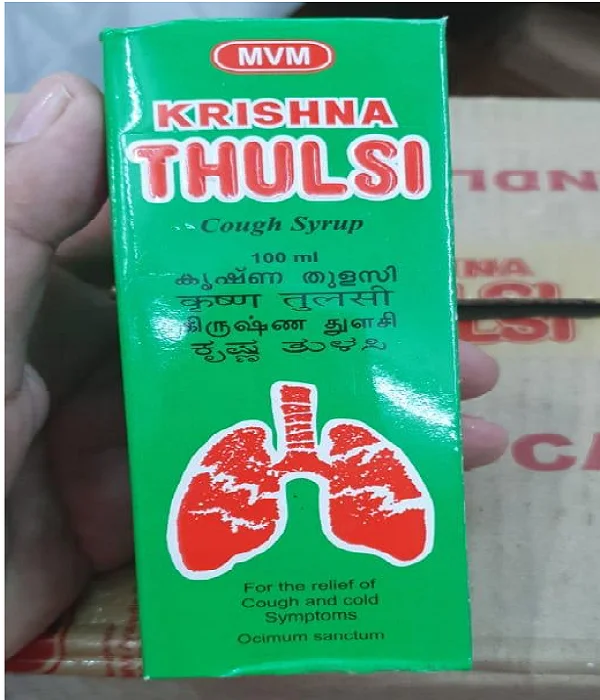 MVM
KRISHNA
THULSI
Cough Syrup
100 ml
കൃഷ്ണ തുളസി
कृष्ण तुलसी
கிருஷ்ண துளசி
ಕೃಷ್ಣ ತುಳಸಿ
For the relief of
Cough and cold
Symptoms
Ocimum sanctum